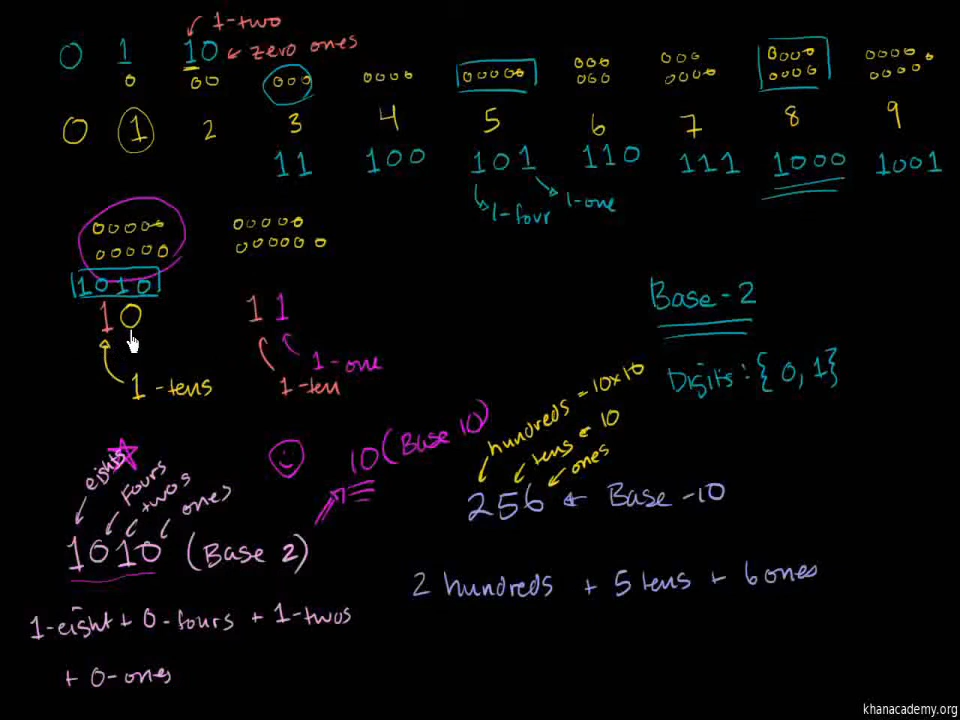 1-two
0 1 10 zero ones
0 1 2 3 4 5 6 7 8 9
11 100 101 110 111 1000 1001
1-four 1-one
1010
10 11
1-one
1-tens 1-ten
Base-2
Digits: {0, 1}
hundreds = 10x10
tens 10
ones
256 Base-10
2 hundreds + 5 tens + 6 ones
10 (Base 10)
eights
fours
twos
ones
1010 (Base 2)
1-eight + 0-fours + 1-twos
+ 0-ones
khanacademy.org